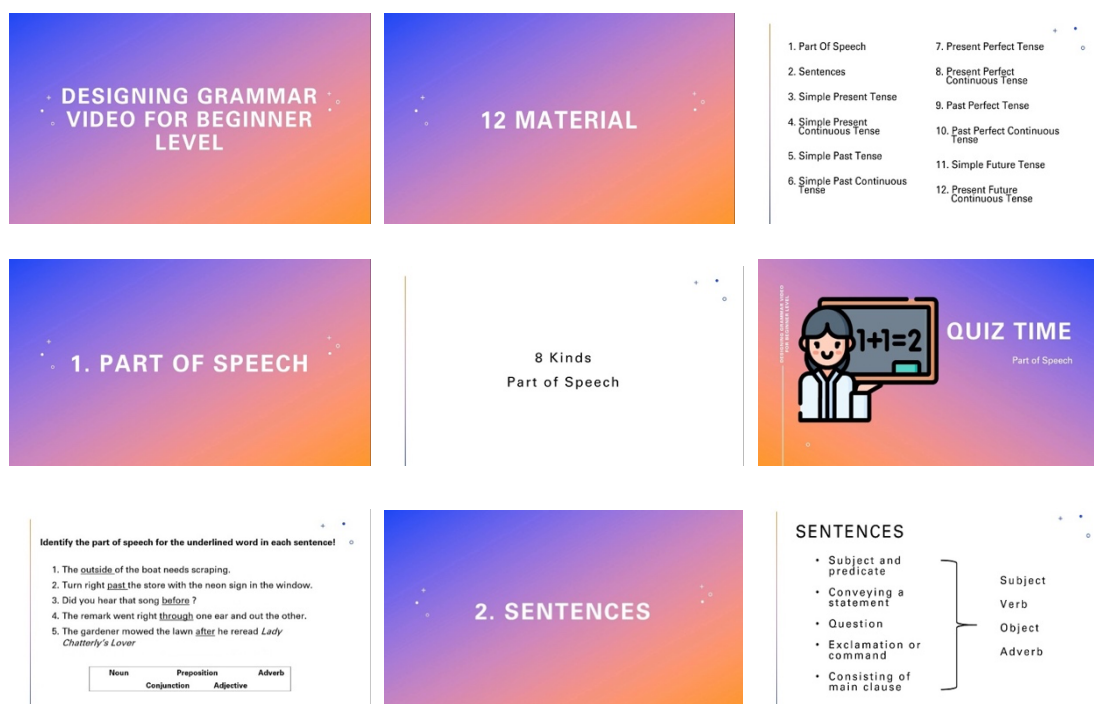 DESIGNING GRAMMAR
VIDEO FOR BEGINNER
LEVEL
12 MATERIAL
1. Part Of Speech
2. Sentences
3. Simple Present Tense
4. Simple Present
Continuous Tense
5. Simple Past Tense
6. Simple Past Continuous
Tense
7. Present Perfect Tense
8. Present Perfect
Continuous Tense
9. Past Perfect Tense
10. Past Perfect Continuous
Tense
11. Simple Future Tense
12. Present Future
Continuous Tense
1. PART OF SPEECH
8 Kinds
Part of Speech
DESIGNING GRAMMAR VIDEO
FOR BEGINNER LEVEL
1+1=2
QUIZ TIME
Part of Speech
Identify the part of speech for the underlined word in each sentence!
1. The outside of the boat needs scraping.
2. Turn right past the store with the neon sign in the window.
3. Did you hear that song before ?
4. The remark went right through one ear and out the other.
5. The gardener mowed the lawn after he reread Lady
Chatterly's Lover
Noun Preposition Adverb
Conjunction Adjective
2. SENTENCES
SENTENCES
• Subject and
predicate
• Conveying a
statement
• Question
• Exclamation or
command
• Consisting of
main clause
Subject
Verb
Object
Adverb